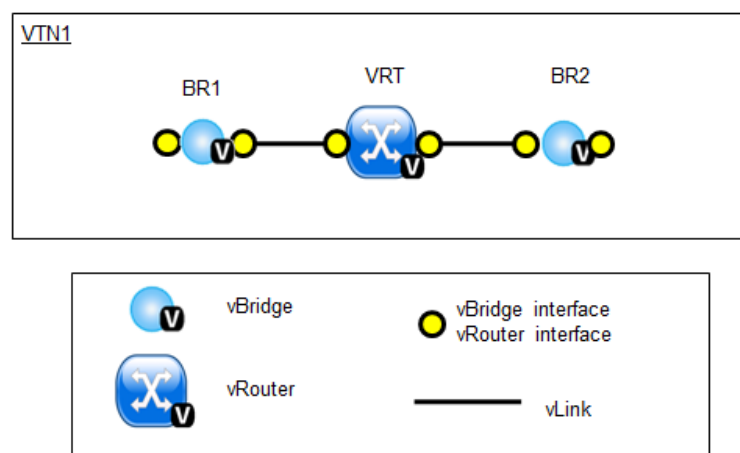 VTN1
BR1
VRT
BR2
V
V
V
V
vBridge
vBridge interface
vRouter interface
V
vRouter
vLink